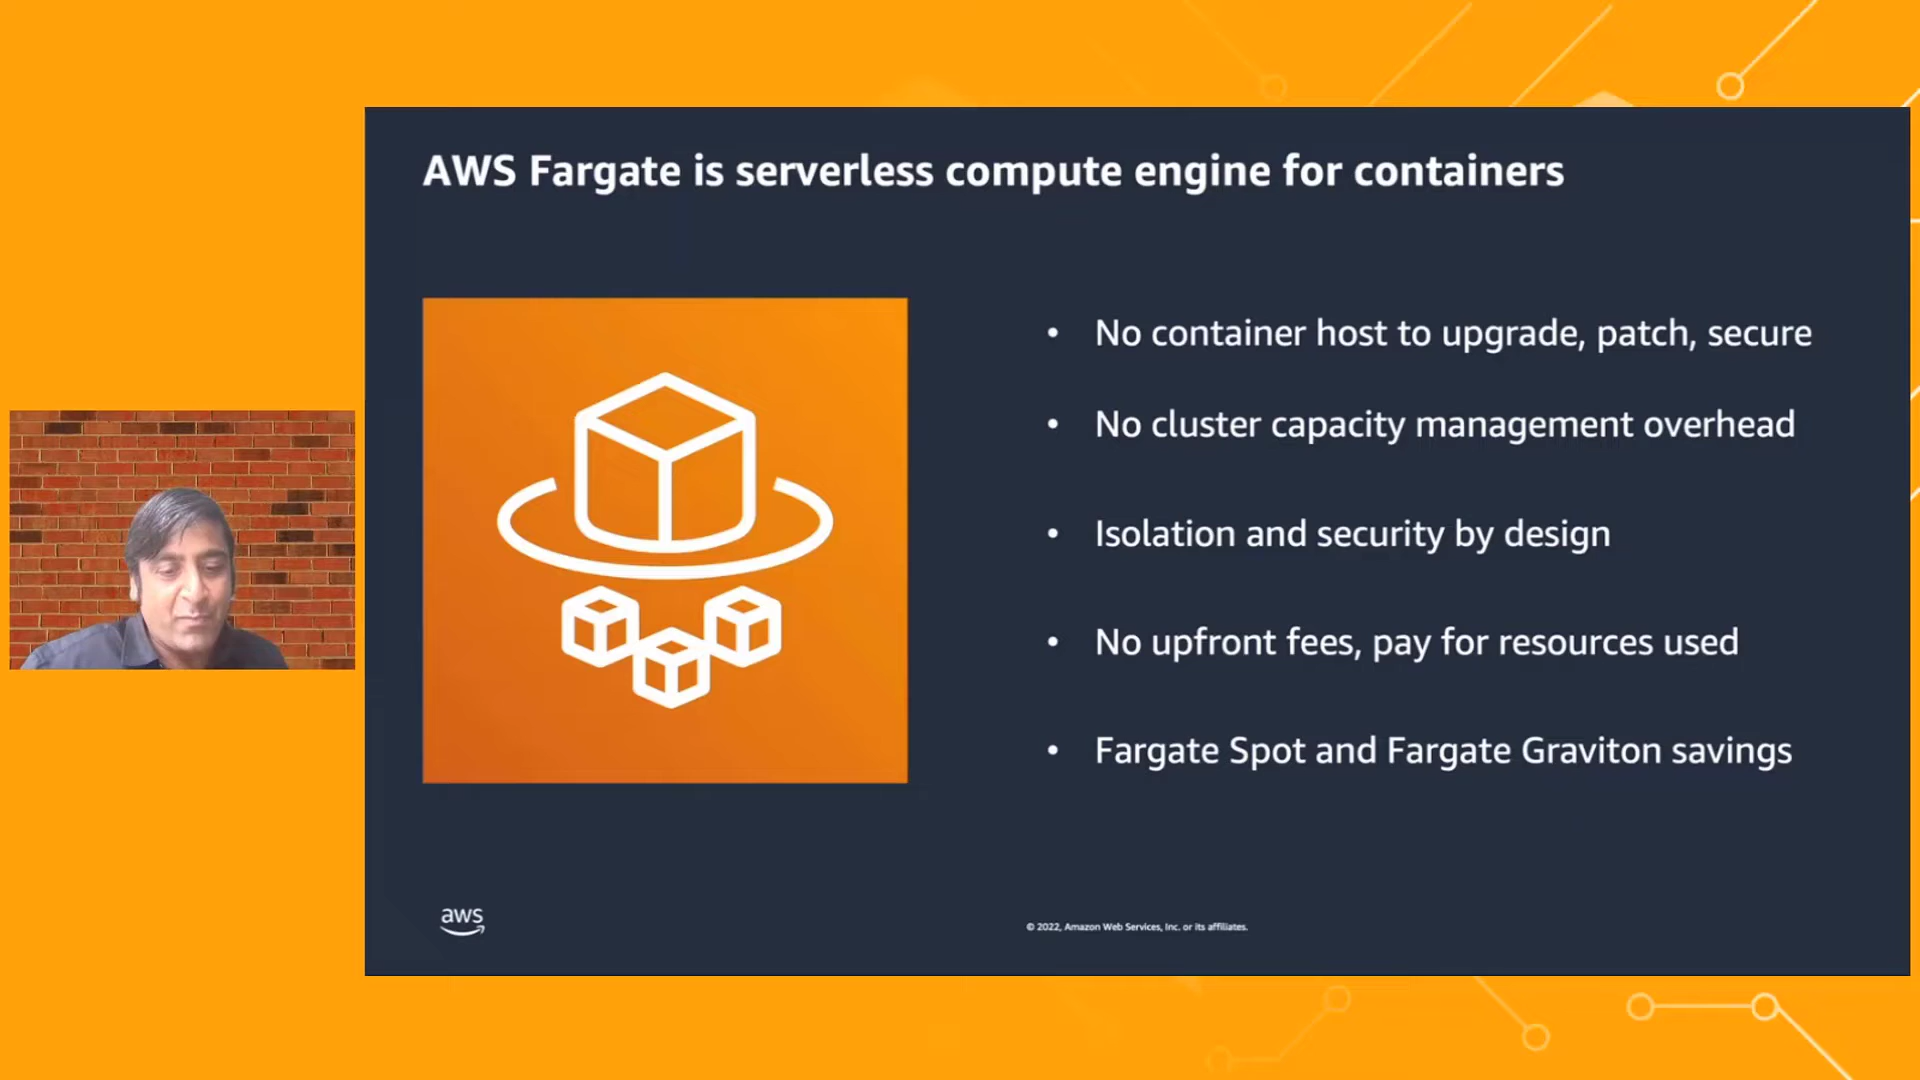 AWS Fargate is serverless compute engine for containers
• No container host to upgrade, patch, secure
• No cluster capacity management overhead
• Isolation and security by design
• No upfront fees, pay for resources used
• Fargate Spot and Fargate Graviton savings
aws
© 2022, Amazon Web Services, Inc. or its affiliates.